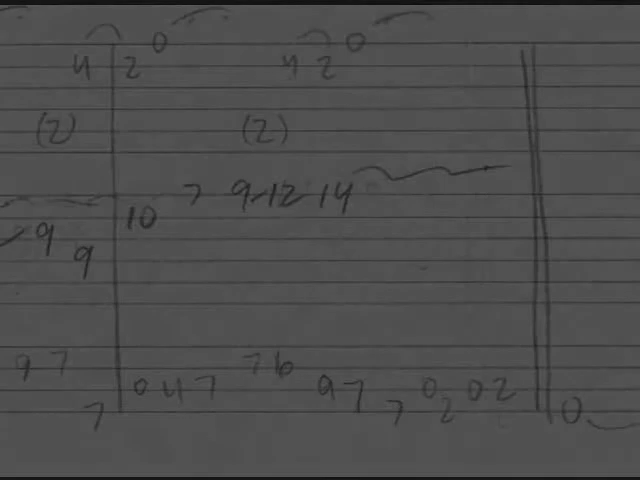 4 2 0 4 2 0
(2) (2)
7 9-12-14
10
9 9
9 7 7 6
0 4 7 9 7 0 0 2
7 7 2 0